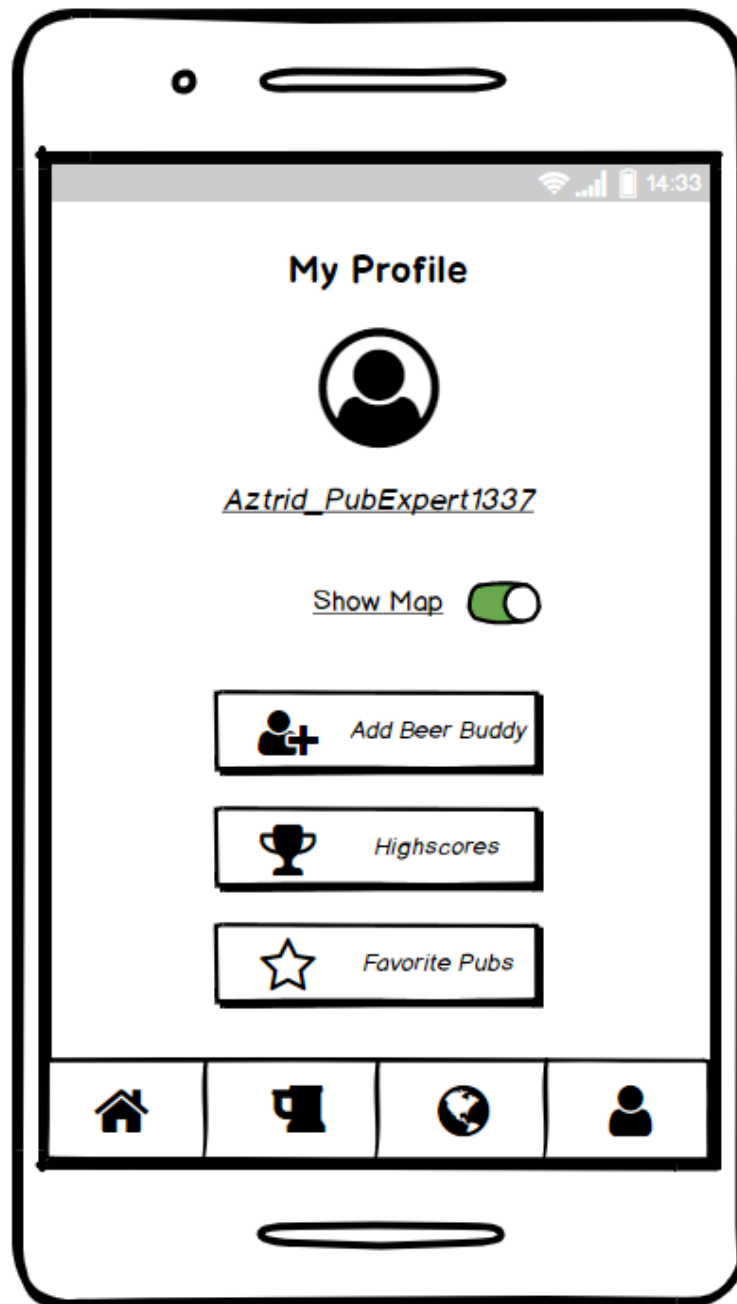 14:33
My Profile
Aztrid_PubExpert1337
Show Map
Add Beer Buddy
Highscores
Favorite Pubs